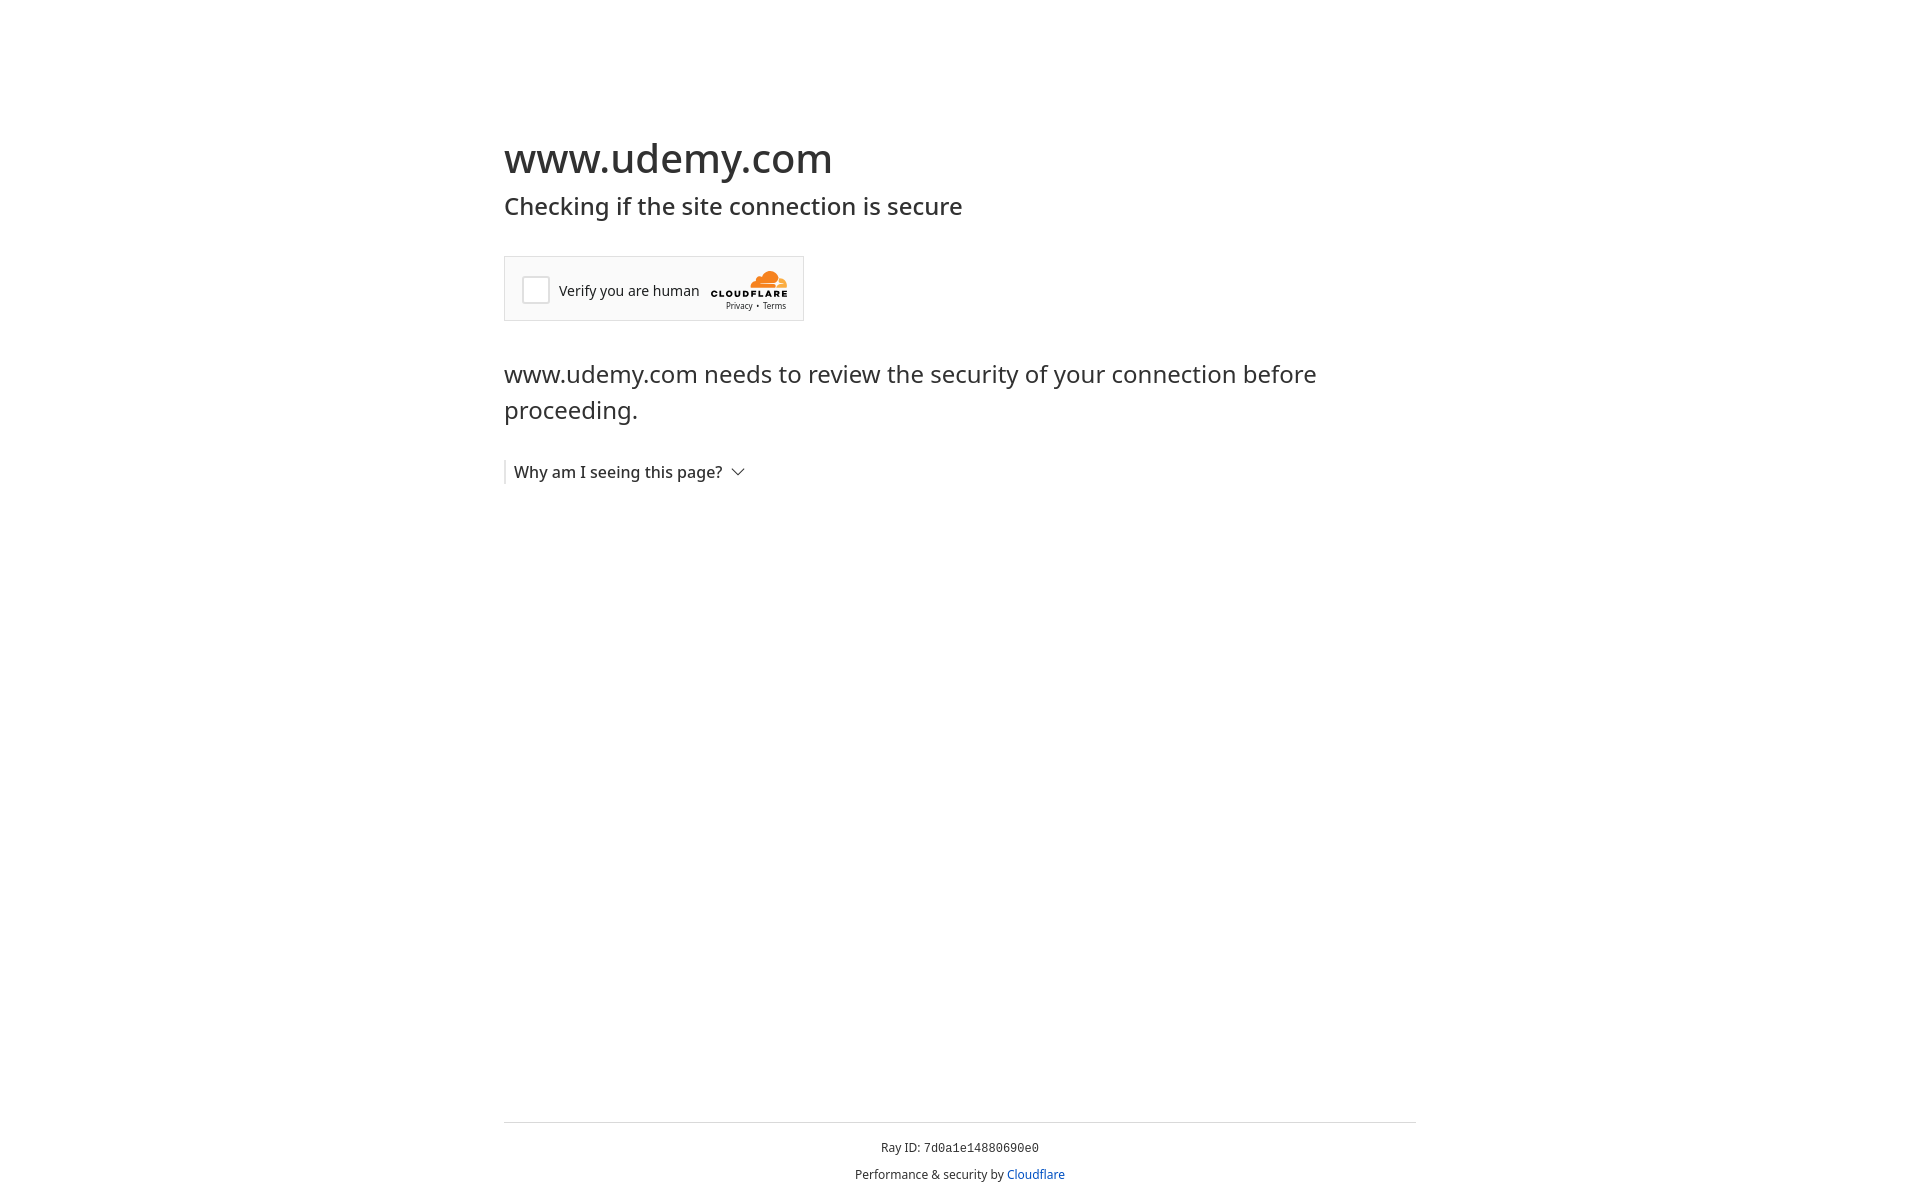 www.udemy.com
Checking if the site connection is secure
Verify you are human
CLOUDFLARE
Privacy • Terms
www.udemy.com needs to review the security of your connection before
proceeding.
Why am I seeing this page?
Ray ID: 7d0a1e14880690e0
Performance & security by Cloudflare